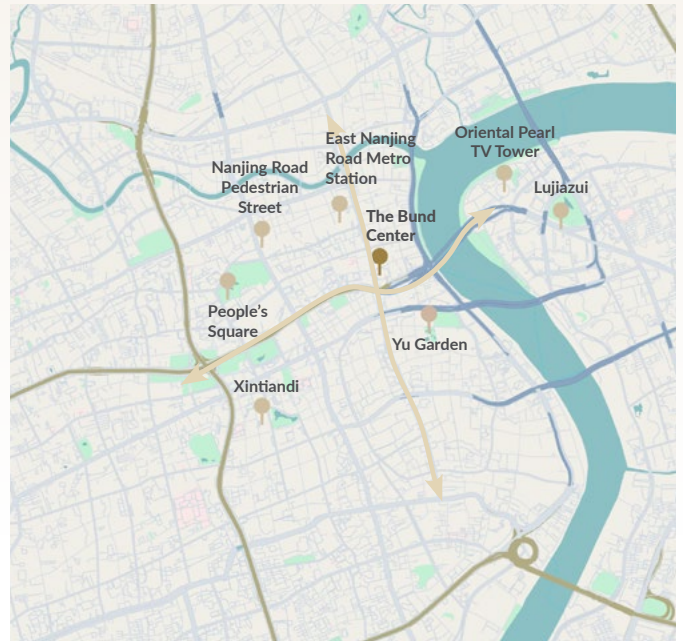 East Nanjing
Road Metro
Station
Oriental Pearl
TV Tower
Nanjing Road
Pedestrian
Street
Lujiazui
The Bund
Center
People's
Square
Yu Garden
Xintiandi